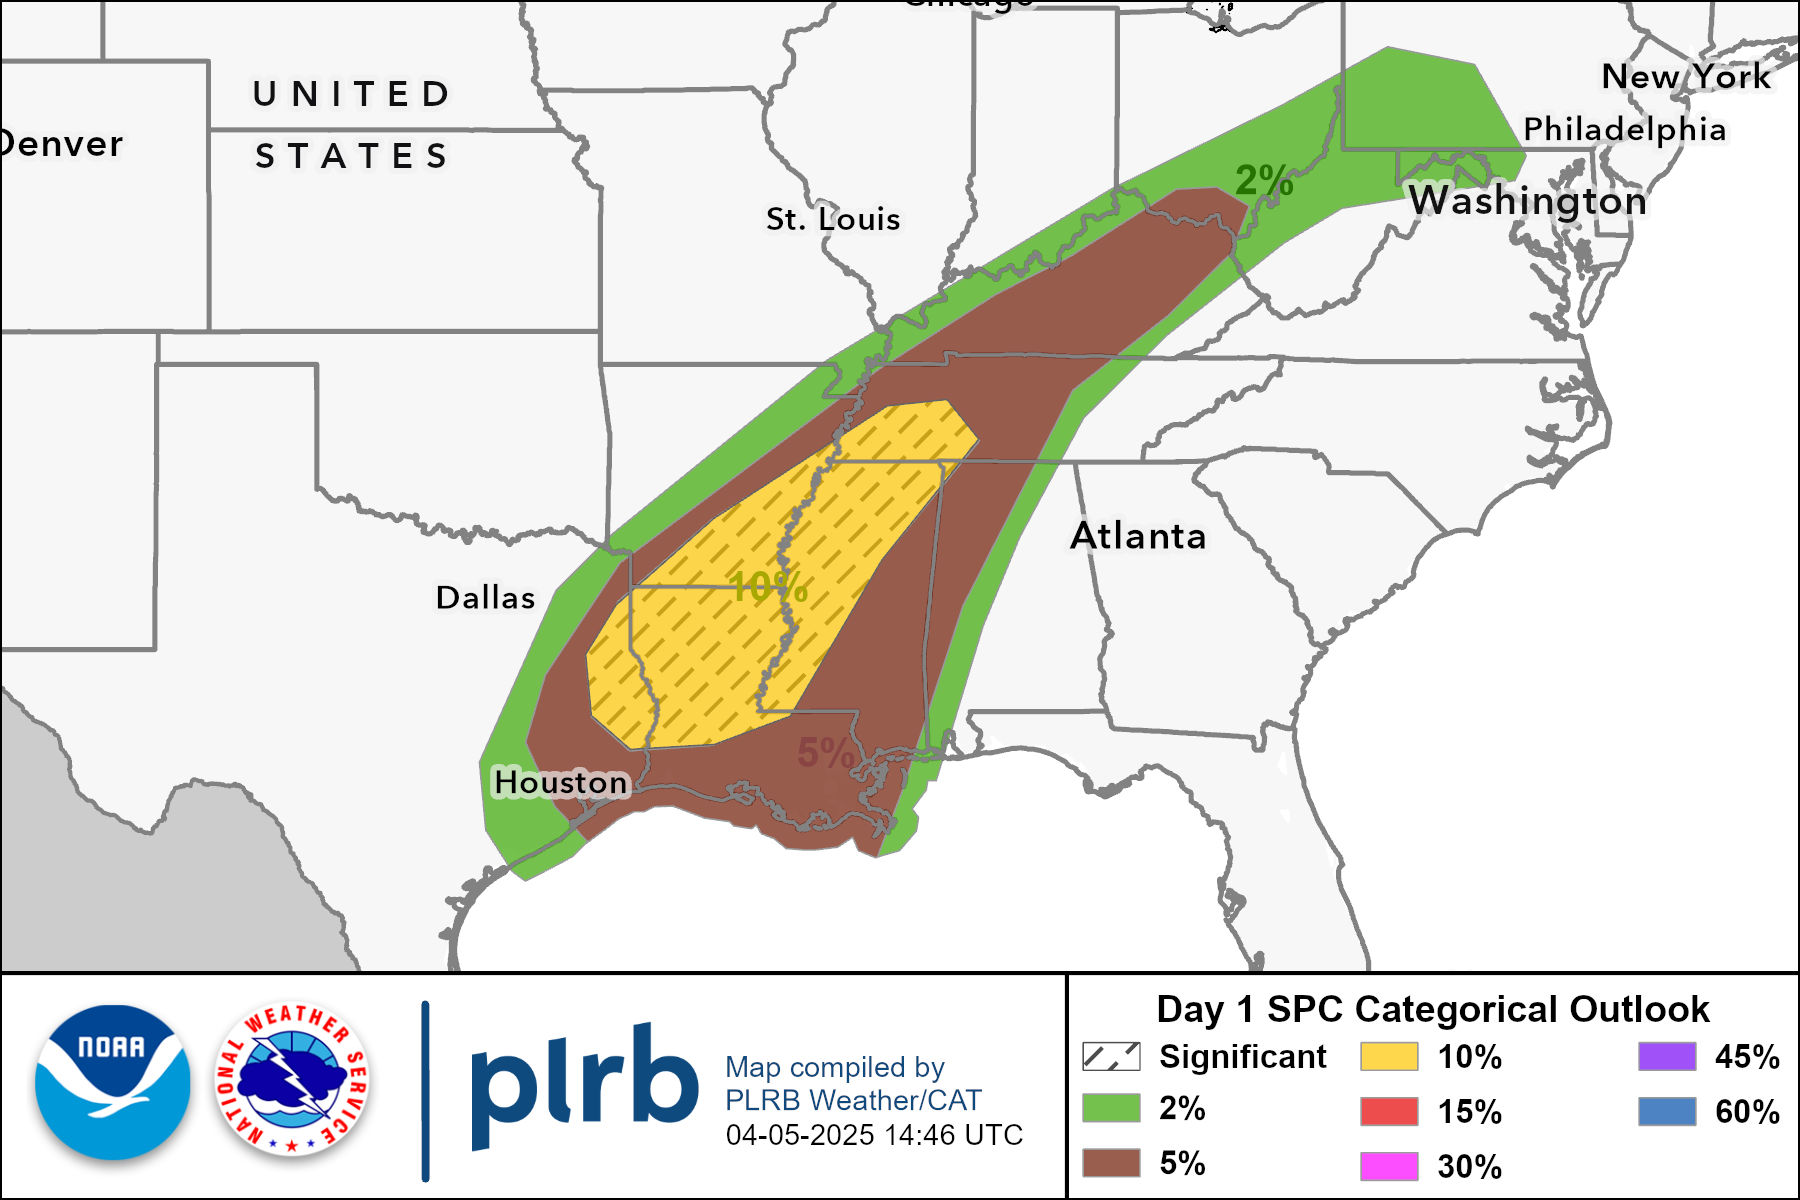 Chicago
UNITED
STATES
Denver
New York
Philadelphia
2%
Washington
St. Louis
Atlanta
10%
Dallas
5%
Houston
NOAA
NATIONAL WEATHER SERVICE
plrb
Map compiled by
PLRB Weather/CAT
04-05-2025 14:46 UTC
Day 1 SPC Categorical Outlook
Significant
10%
45%
2%
15%
60%
5%
30%